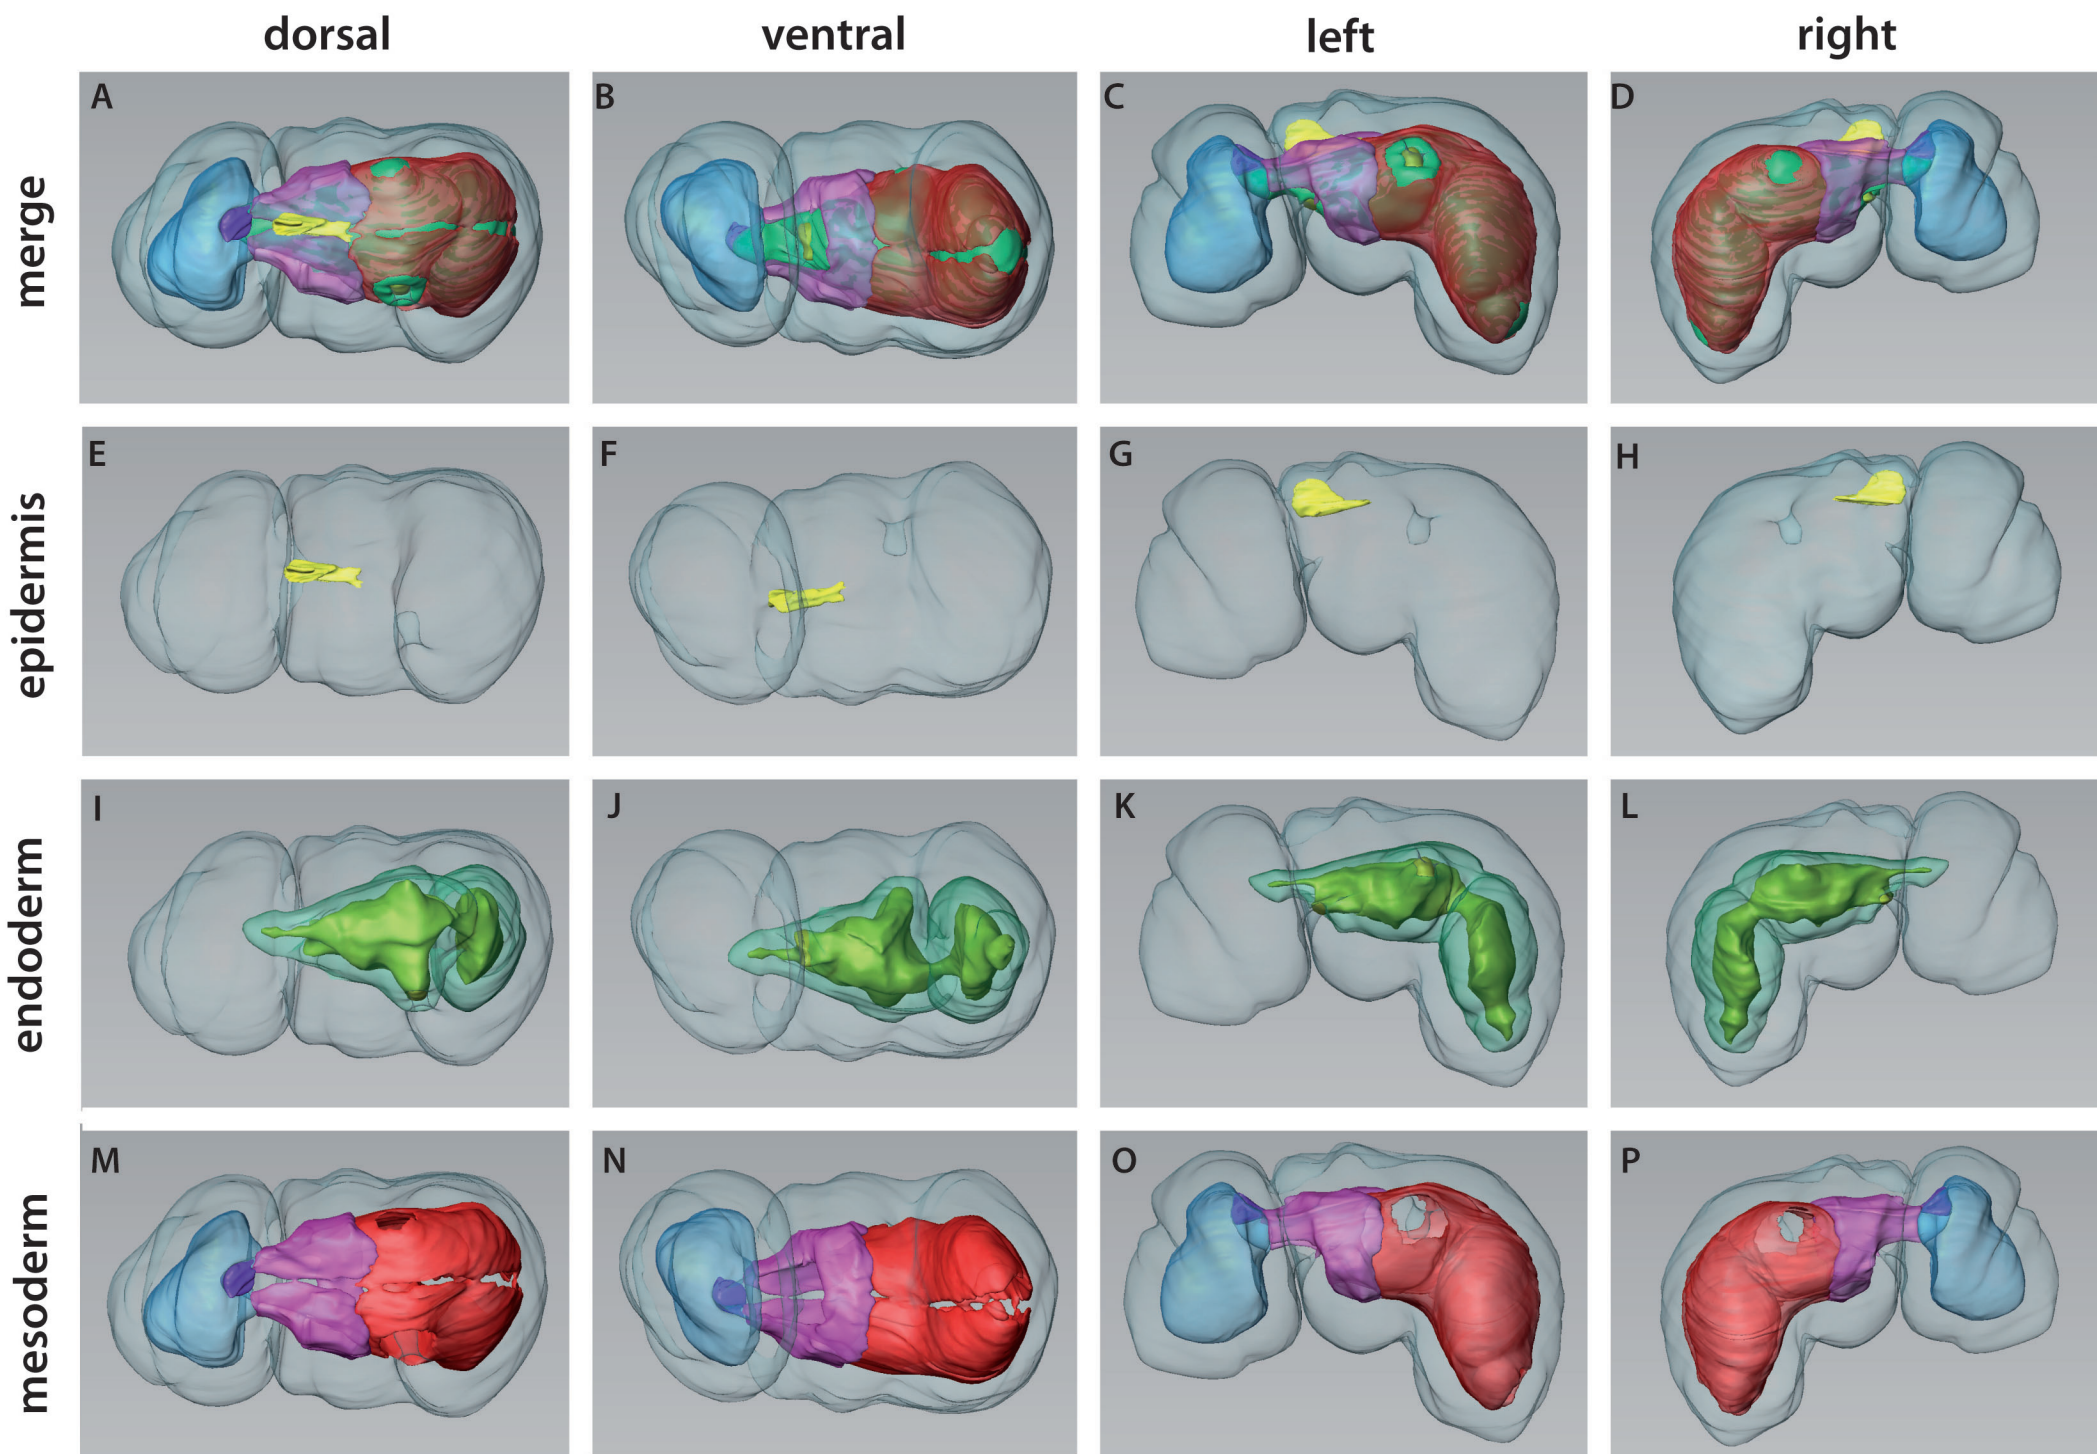 dorsal ventral left right
merge
A B C D
epidermis
E F G H
endoderm
I J K L
mesoderm
M N O P